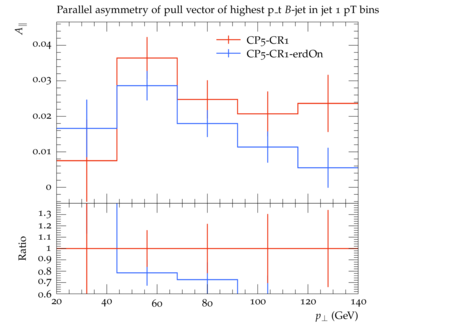 Parallel asymmetry of pull vector of highest p_t B-jet in jet 1 pT bins
A∥
CP5-CR1
CP5-CR1-erdOn
0.04
0.03
0.02
0.01
0
1.3
1.2
1.1
1
0.9
0.8
0.7
0.6
Ratio
20 40 60 80 100 120 140
p⊥ (GeV)